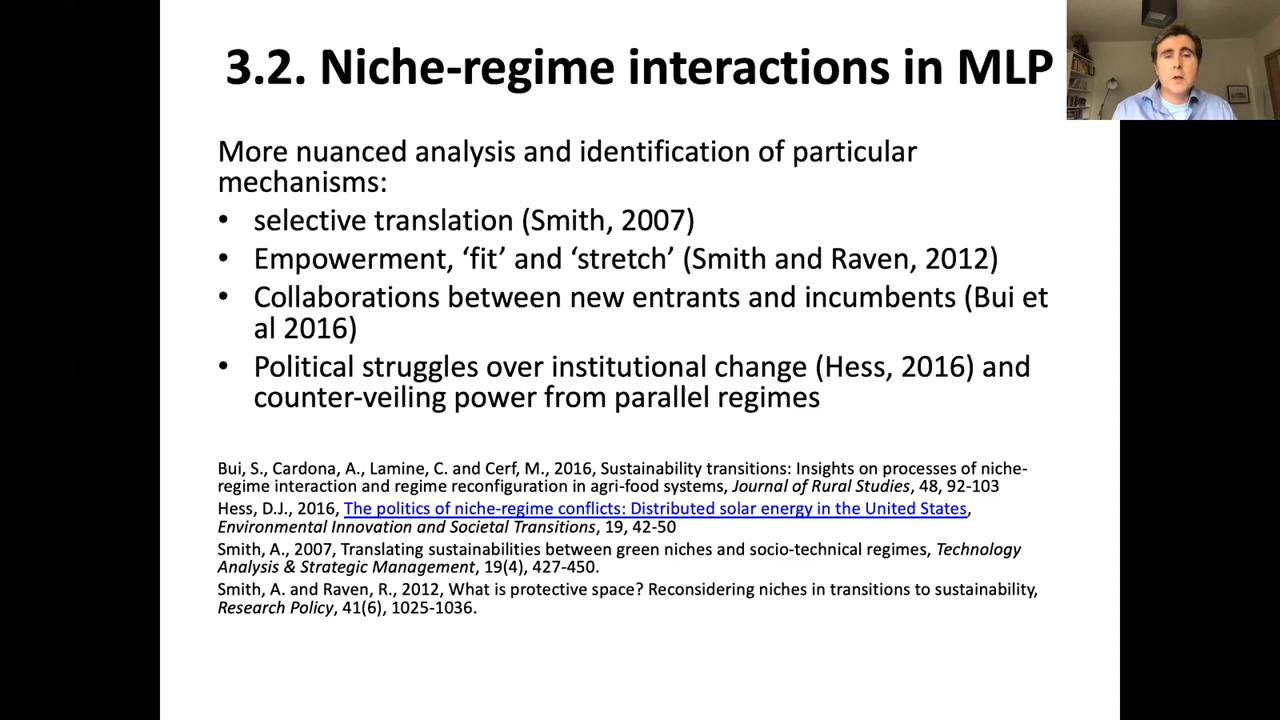 3.2. Niche-regime interactions in MLP
More nuanced analysis and identification of particular
mechanisms:
• selective translation (Smith, 2007)
• Empowerment, ‘fit’ and ‘stretch’ (Smith and Raven, 2012)
• Collaborations between new entrants and incumbents (Bui et
al 2016)
• Political struggles over institutional change (Hess, 2016) and
counter-veiling power from parallel regimes
Bui, S., Cardona, A., Lamine, C. and Cerf, M., 2016, Sustainability transitions: Insights on processes of niche-
regime interaction and regime reconfiguration in agri-food systems, Journal of Rural Studies, 48, 92-103
Hess, D.J., 2016, The politics of niche-regime conflicts: Distributed solar energy in the United States,
Environmental Innovation and Societal Transitions, 19, 42-50
Smith, A., 2007, Translating sustainabilities between green niches and socio-technical regimes, Technology
Analysis & Strategic Management, 19(4), 427-450.
Smith, A. and Raven, R., 2012, What is protective space? Reconsidering niches in transitions to sustainability,
Research Policy, 41(6), 1025-1036.